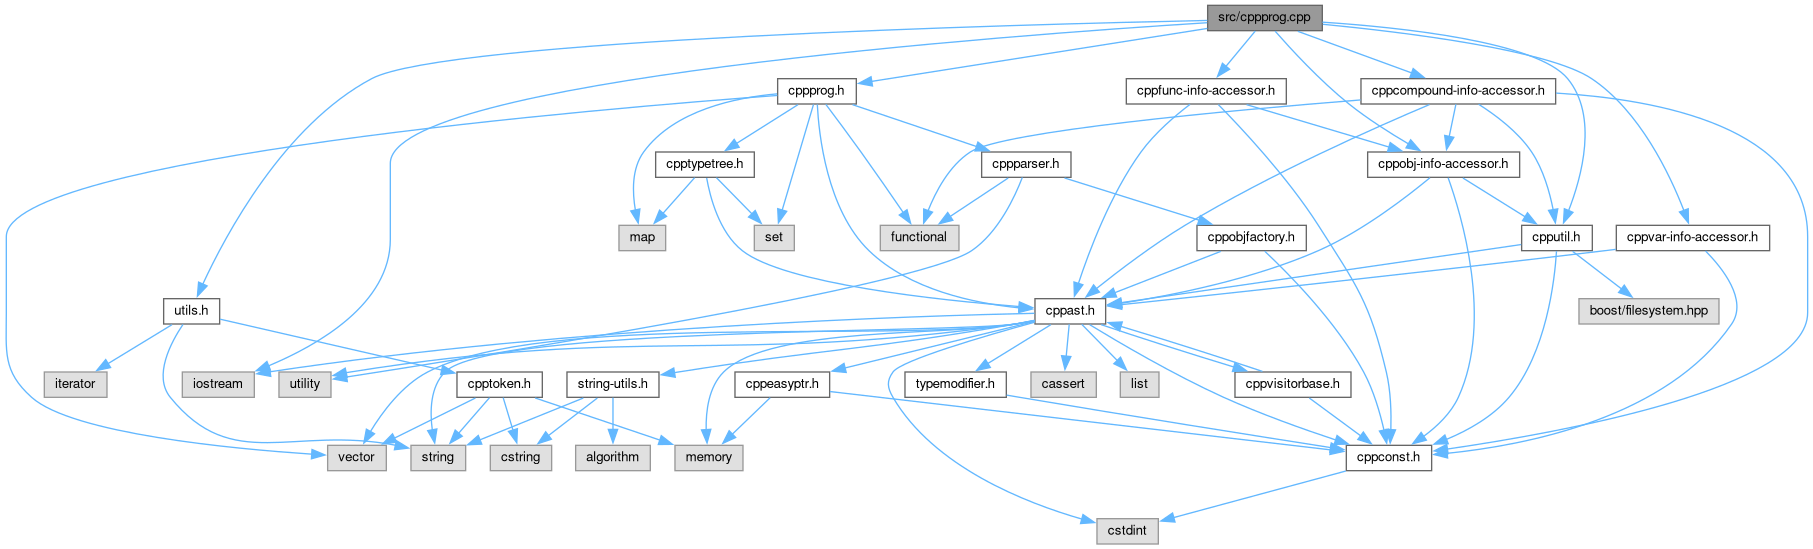 src/cppprog.cpp
cppprog.h
cppfunc-info-accessor.h
cppcompound-info-accessor.h
cpptypetree.h
cppparser.h
cppobj-info-accessor.h
map
set
functional
cppobjfactory.h
cpputil.h
cppvar-info-accessor.h
utils.h
cppast.h
boost/filesystem.hpp
iterator
iostream
utility
cpptoken.h
string-utils.h
cppeasyptr.h
typemodifier.h
cassert
list
cppvisitorbase.h
vector
string
cstring
algorithm
memory
cppconst.h
cstdint